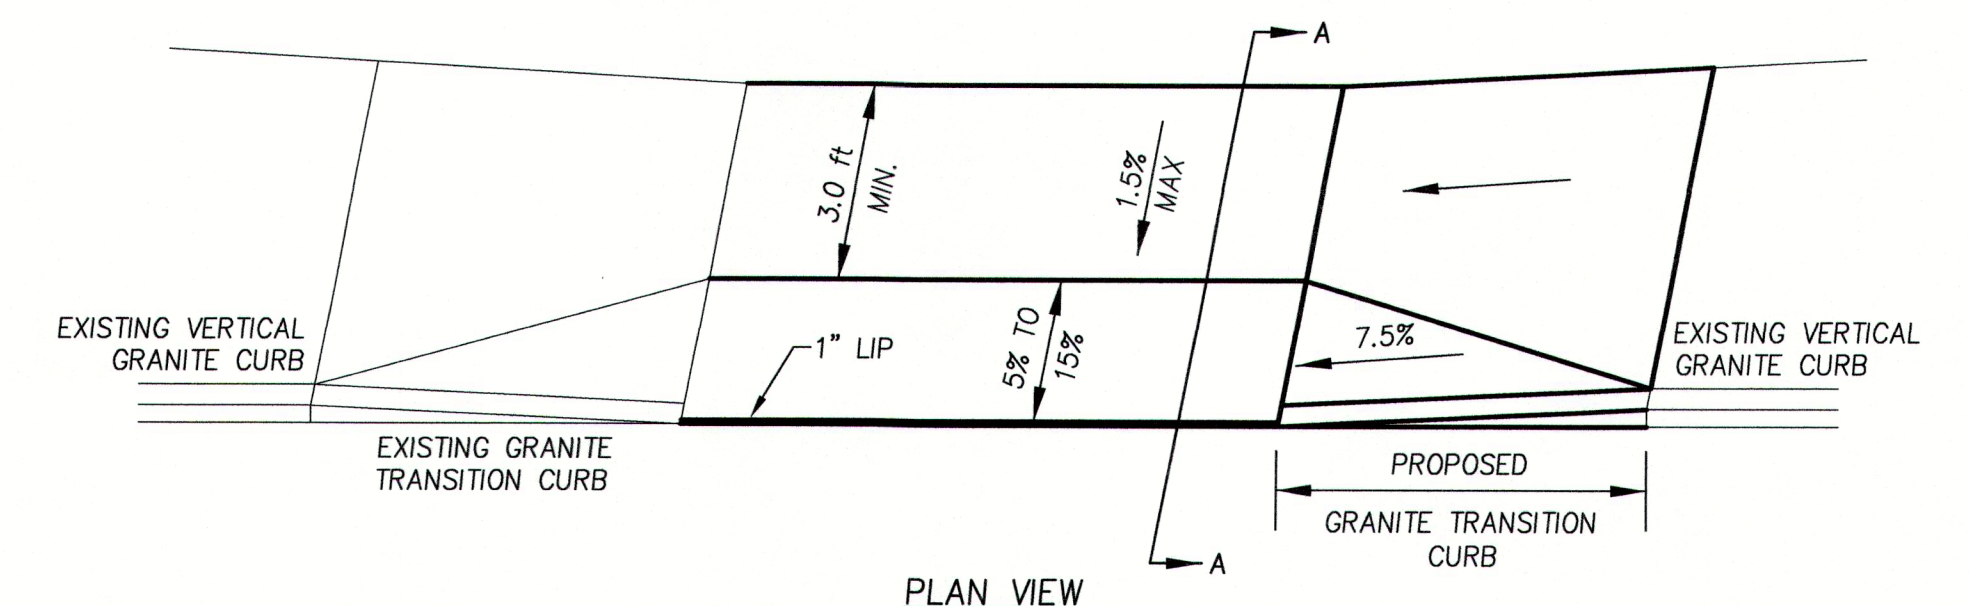 A
3.0 ft
MIN.
1.5%
MAX
EXISTING VERTICAL
GRANITE CURB
1" LIP
5% TO
15%
7.5%
EXISTING VERTICAL
GRANITE CURB
EXISTING GRANITE
TRANSITION CURB
PROPOSED
GRANITE TRANSITION
CURB
A
PLAN VIEW